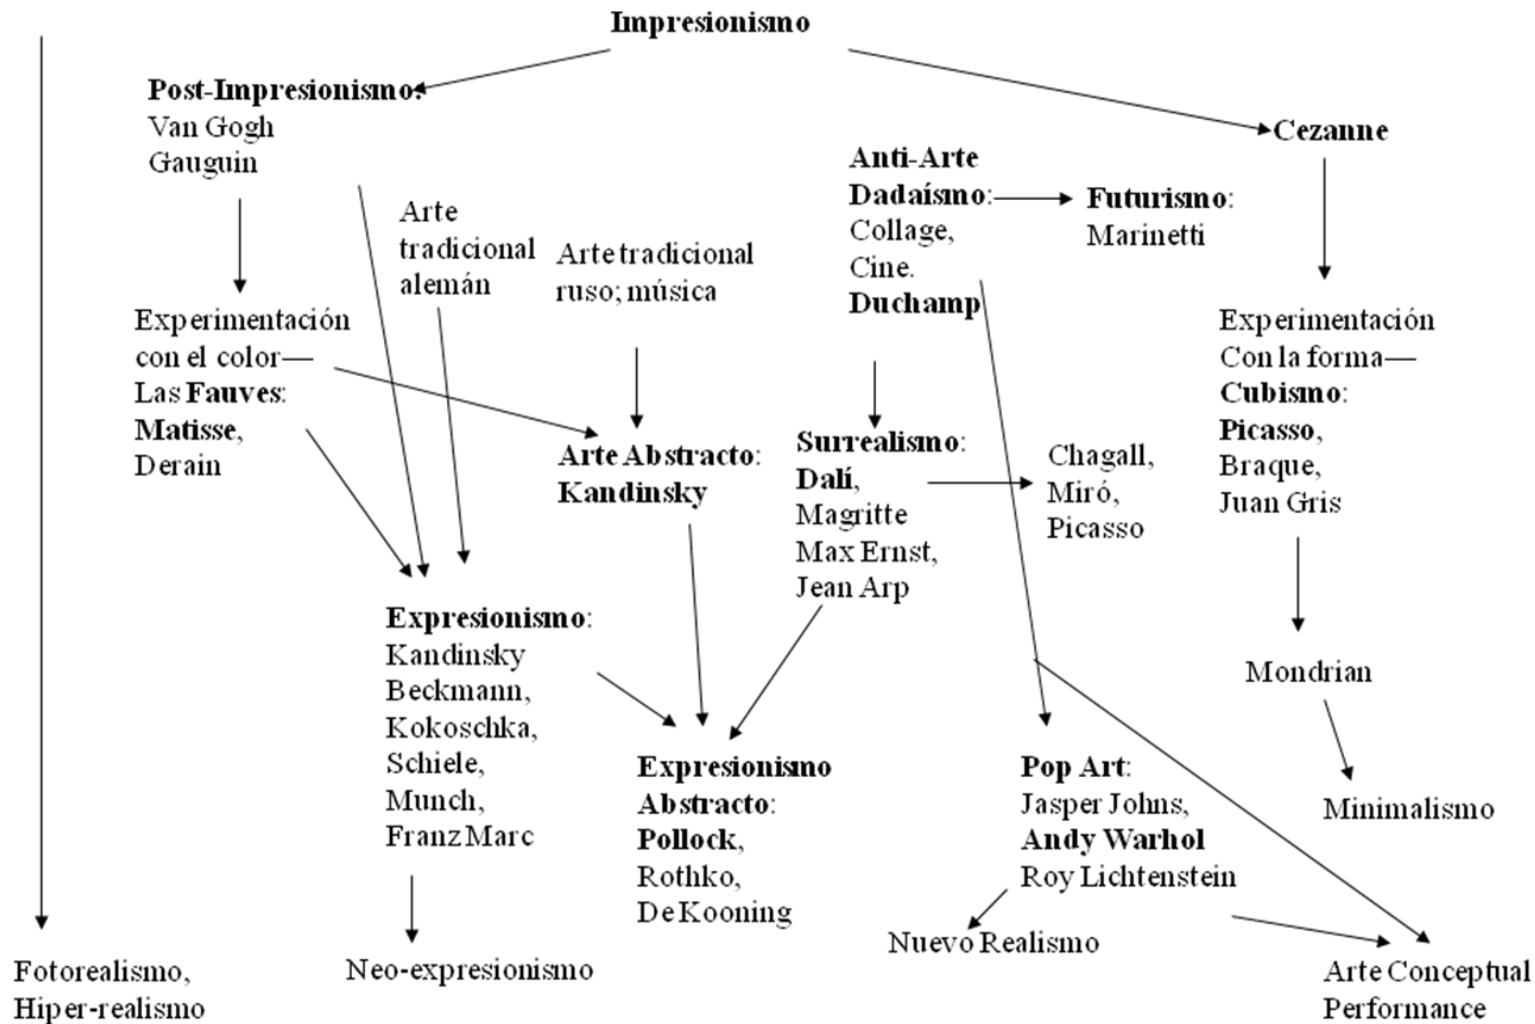 Impresionismo
Post-Impresionismo:
Van Gogh
Gauguin
Cezanne
Anti-Arte
Dadaísmo:
Collage,
Cine.
Duchamp
Futurismo:
Marinetti
Arte
tradicional
alemán
Arte tradicional
ruso; música
Experimentación
con el color—
Las Fauves:
Matisse,
Derain
Experimentación
Con la forma—
Cubismo:
Picasso,
Braque,
Juan Gris
Arte Abstracto:
Kandinsky
Surrealismo:
Dalí,
Magritte
Max Ernst,
Jean Arp
Chagall,
Miró,
Picasso
Expresionismo:
Kandinsky
Beckmann,
Kokoschka,
Schiele,
Munch,
Franz Marc
Mondrian
Expresionismo
Abstracto:
Pollock,
Rothko,
De Kooning
Pop Art:
Jasper Johns,
Andy Warhol
Roy Lichtenstein
Minimalismo
Nuevo Realismo
Fotorealismo,
Hiper-realismo
Neo-expresionismo
Arte Conceptual
Performance